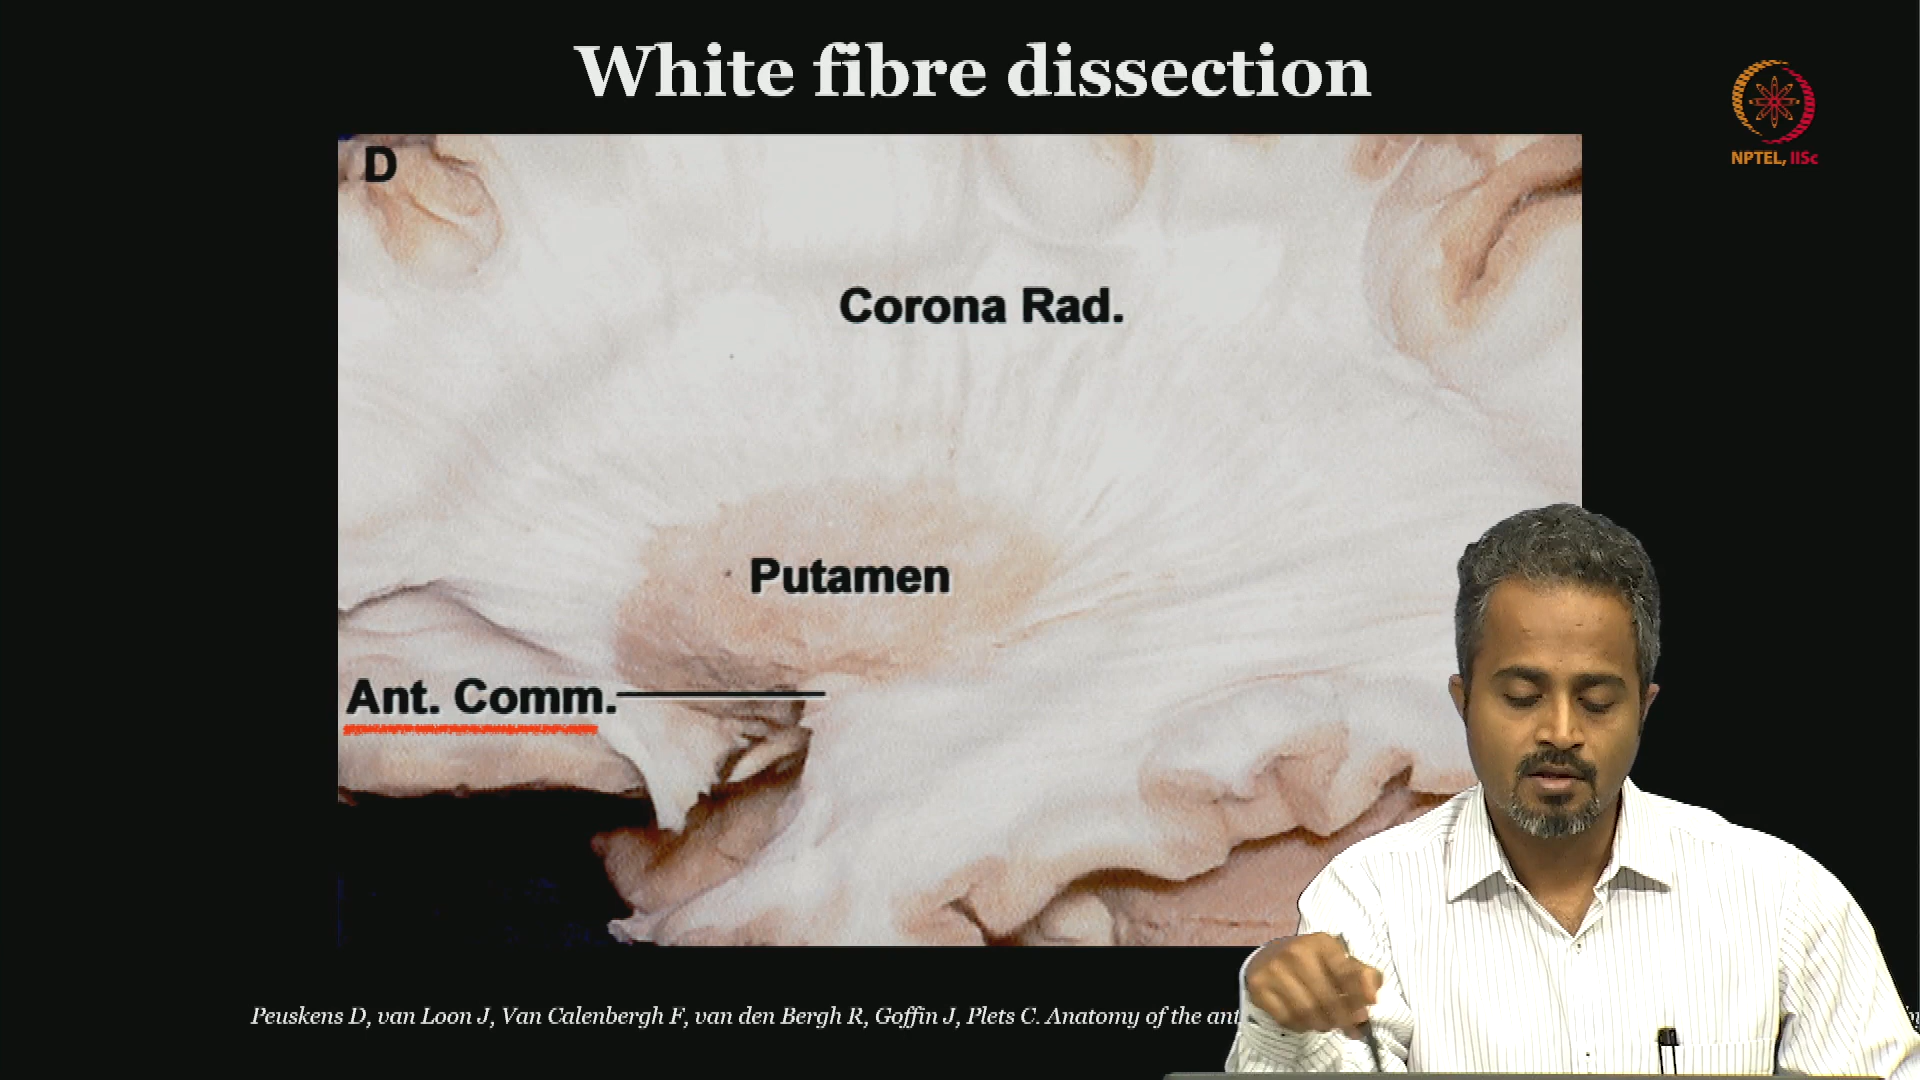 White fibre dissection
NPTEL, IISc
D
Corona Rad.
Putamen
Ant. Comm.
Peuskens D, van Loon J, Van Calenbergh F, van den Bergh R, Goffin J, Plets C. Anatomy of the ant